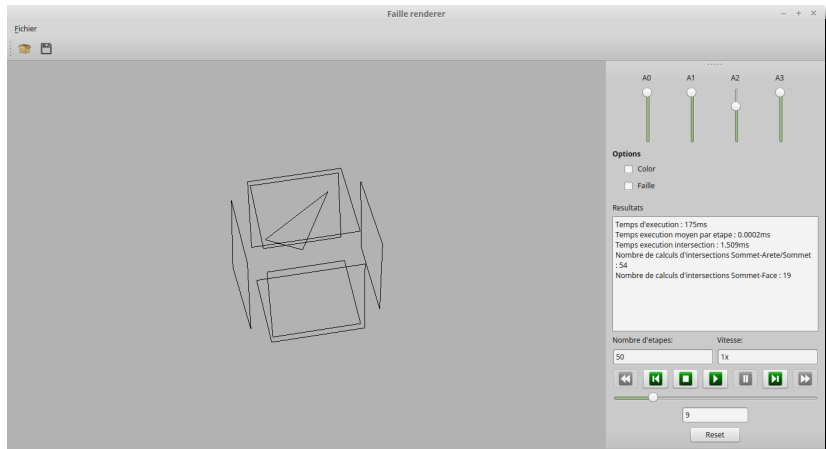 Faille renderer
Fichier
A0 A1 A2 A3
Options
Color
Faille
Resultats
Temps d'execution : 175ms
Temps execution moyen par etape : 0.0002ms
Temps execution intersection : 1.509ms
Nombre de calculs d'intersections Sommet-Arete/Sommet
: 54
Nombre de calculs d'intersections Sommet-Face : 19
Nombre d'etapes: Vitesse:
50 1x
9
Reset